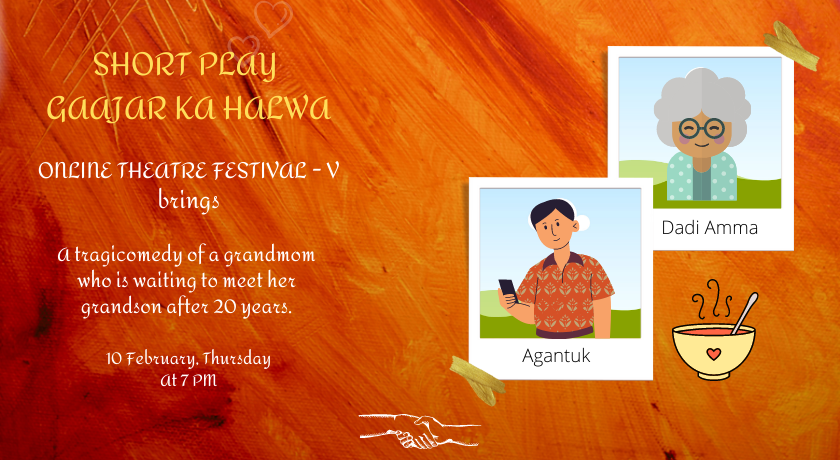 SHORT PLAY
GAAJAR KA HALWA
ONLINE THEATRE FESTIVAL - V
brings
A tragicomedy of a grandmom
who is waiting to meet her
grandson after 20 years.
10 February, Thursday
At 7 PM
Dadi Amma
Agantuk